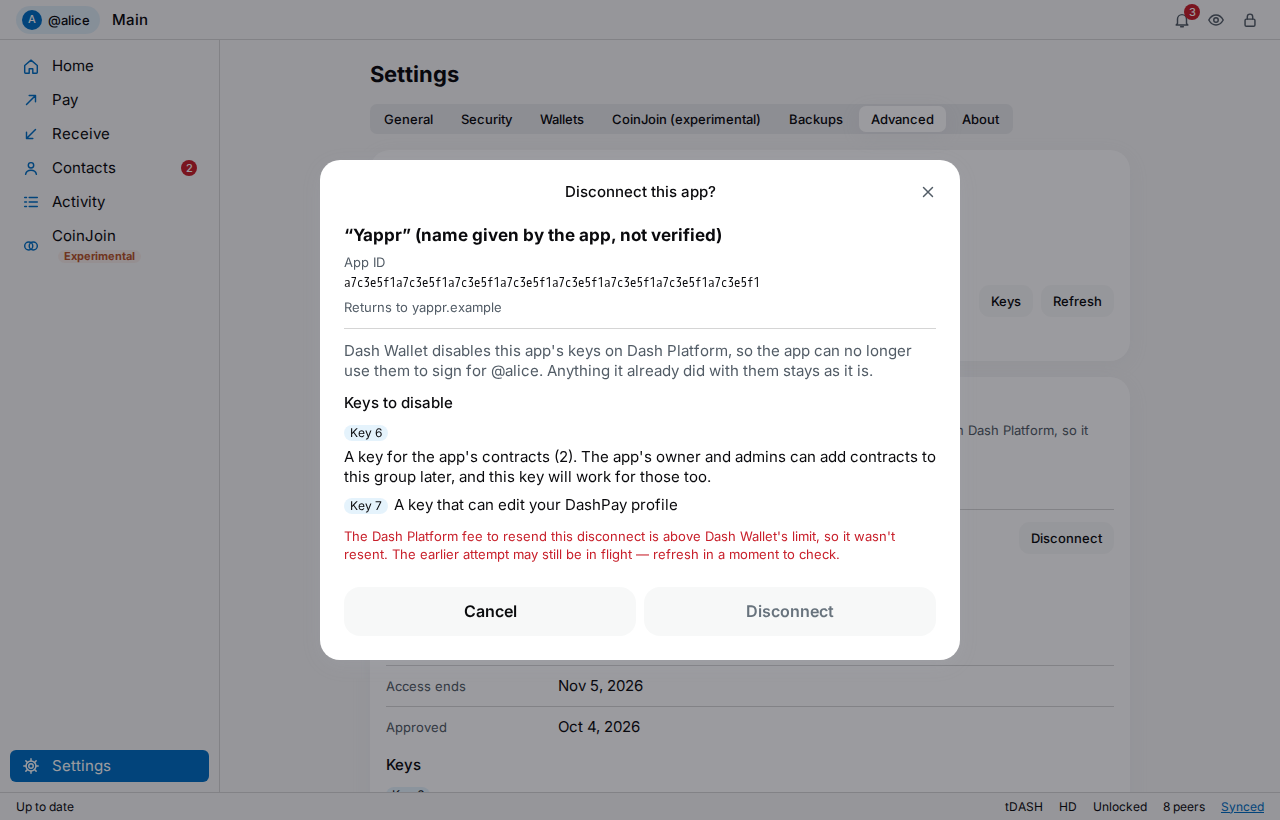 A @alice Main 3
Home
Pay
Receive
Contacts 2
Activity
CoinJoin
Experimental
Settings
Settings
General Security Wallets CoinJoin (experimental) Backups Advanced About
Keys Refresh
Dash Platform, so it
Disconnect
Disconnect this app?
“Yappr” (name given by the app, not verified)
App ID
a7c3e5f1a7c3e5f1a7c3e5f1a7c3e5f1a7c3e5f1a7c3e5f1a7c3e5f1a7c3e5f1
Returns to yappr.example
Dash Wallet disables this app's keys on Dash Platform, so the app can no longer
use them to sign for @alice. Anything it already did with them stays as it is.
Keys to disable
Key 6
A key for the app's contracts (2). The app's owner and admins can add contracts to
this group later, and this key will work for those too.
Key 7 A key that can edit your DashPay profile
The Dash Platform fee to resend this disconnect is above Dash Wallet's limit, so it wasn't
resent. The earlier attempt may still be in flight — refresh in a moment to check.
Cancel Disconnect
Access ends Nov 5, 2026
Approved Oct 4, 2026
Keys
Up to date tDASH HD Unlocked 8 peers Synced